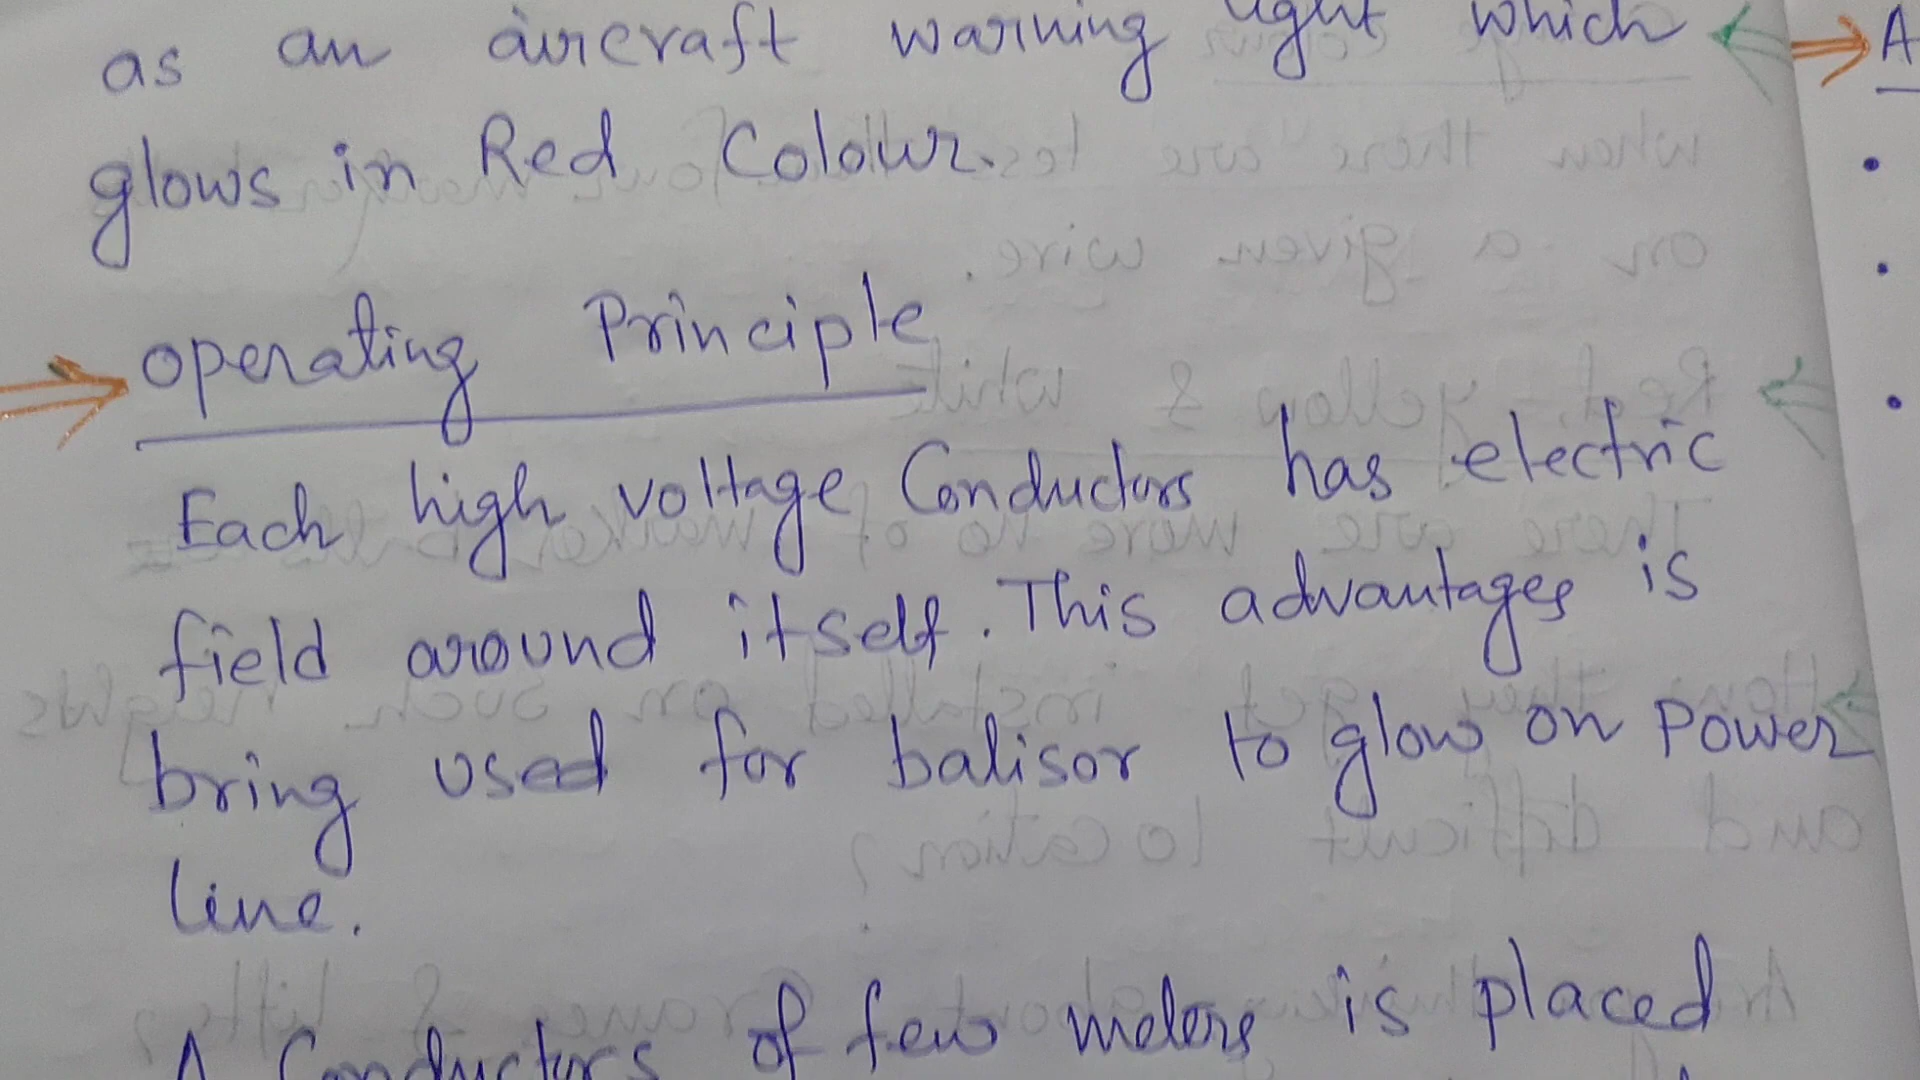 as an aircraft warning light which
glows in Red Colour.
operating Principle
Each high voltage Conductors has electric
field around itself. This advantages is
bring used for balisor to glow on Power
line.
A Conductors of few meters is placed
A